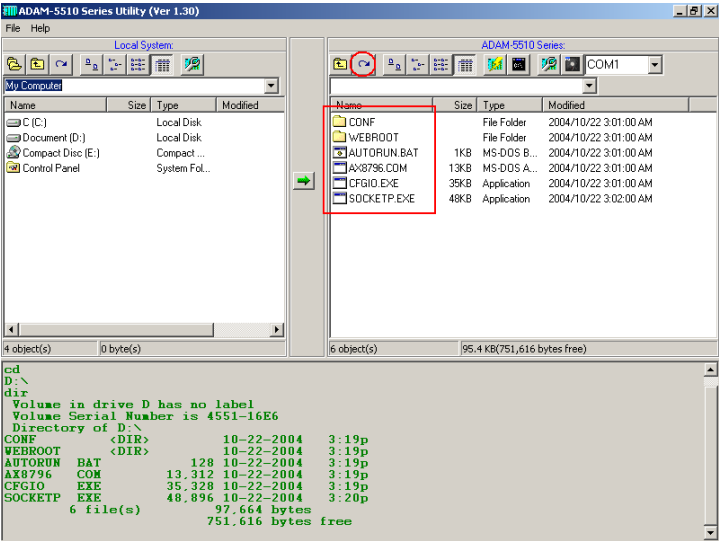 ADAM-5510 Series Utility (Ver 1.30)
File Help
Local System:
My Computer
Name Size Type Modified
C (C:) Local Disk
Document (D:) Local Disk
Compact Disc (E:) Compact ...
Control Panel System Fol...
4 object(s) 0 byte(s)
ADAM-5510 Series:
COM1
Name Size Type Modified
CONF File Folder 2004/10/22 3:01:00 AM
WEBROOT File Folder 2004/10/22 3:01:00 AM
AUTORUN.BAT 1KB MS-DOS B... 2004/10/22 3:01:00 AM
AX8796.COM 13KB MS-DOS A... 2004/10/22 3:01:00 AM
CFGIO.EXE 35KB Application 2004/10/22 3:01:00 AM
SOCKETP.EXE 48KB Application 2004/10/22 3:02:00 AM
6 object(s) 95.4 KB(751,616 bytes free)
cd
D:\
dir
Volume in drive D has no label
Volume Serial Number is 4551-16E6
Directory of D:\
CONF <DIR> 10-22-2004 3:19p
WEBROOT <DIR> 10-22-2004 3:19p
AUTORUN BAT 128 10-22-2004 3:19p
AX8796 COM 13,312 10-22-2004 3:19p
CFGIO EXE 35,328 10-22-2004 3:19p
SOCKETP EXE 48,896 10-22-2004 3:20p
6 file(s) 97,664 bytes
751,616 bytes free